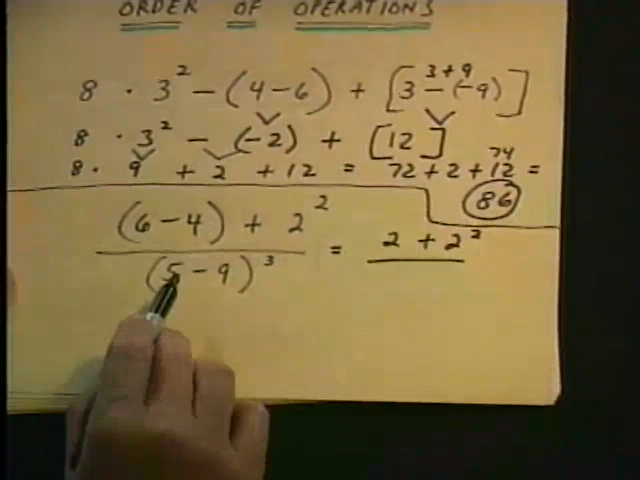 ORDER OF OPERATIONS
3 + 9
8 · 3² − (4 − 6) + [3 − (−9)]
8 · 3² − (−2) + [12]
74
8 · 9 + 2 + 12 = 72 + 2 + 12 =
86
(6 − 4) + 2² = 2 + 2²
(5 − 9)³